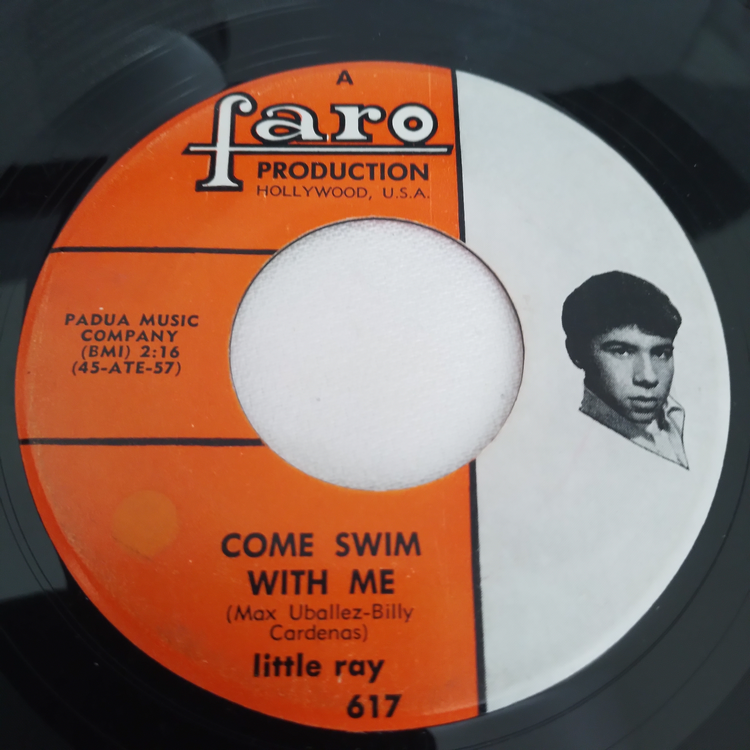 A
faro
PRODUCTION
HOLLYWOOD, U.S.A.
PADUA MUSIC
COMPANY
(BMI) 2:16
(45-ATE-57)
COME SWIM
WITH ME
(Max Uballez-Billy
Cardenas)
little ray
617